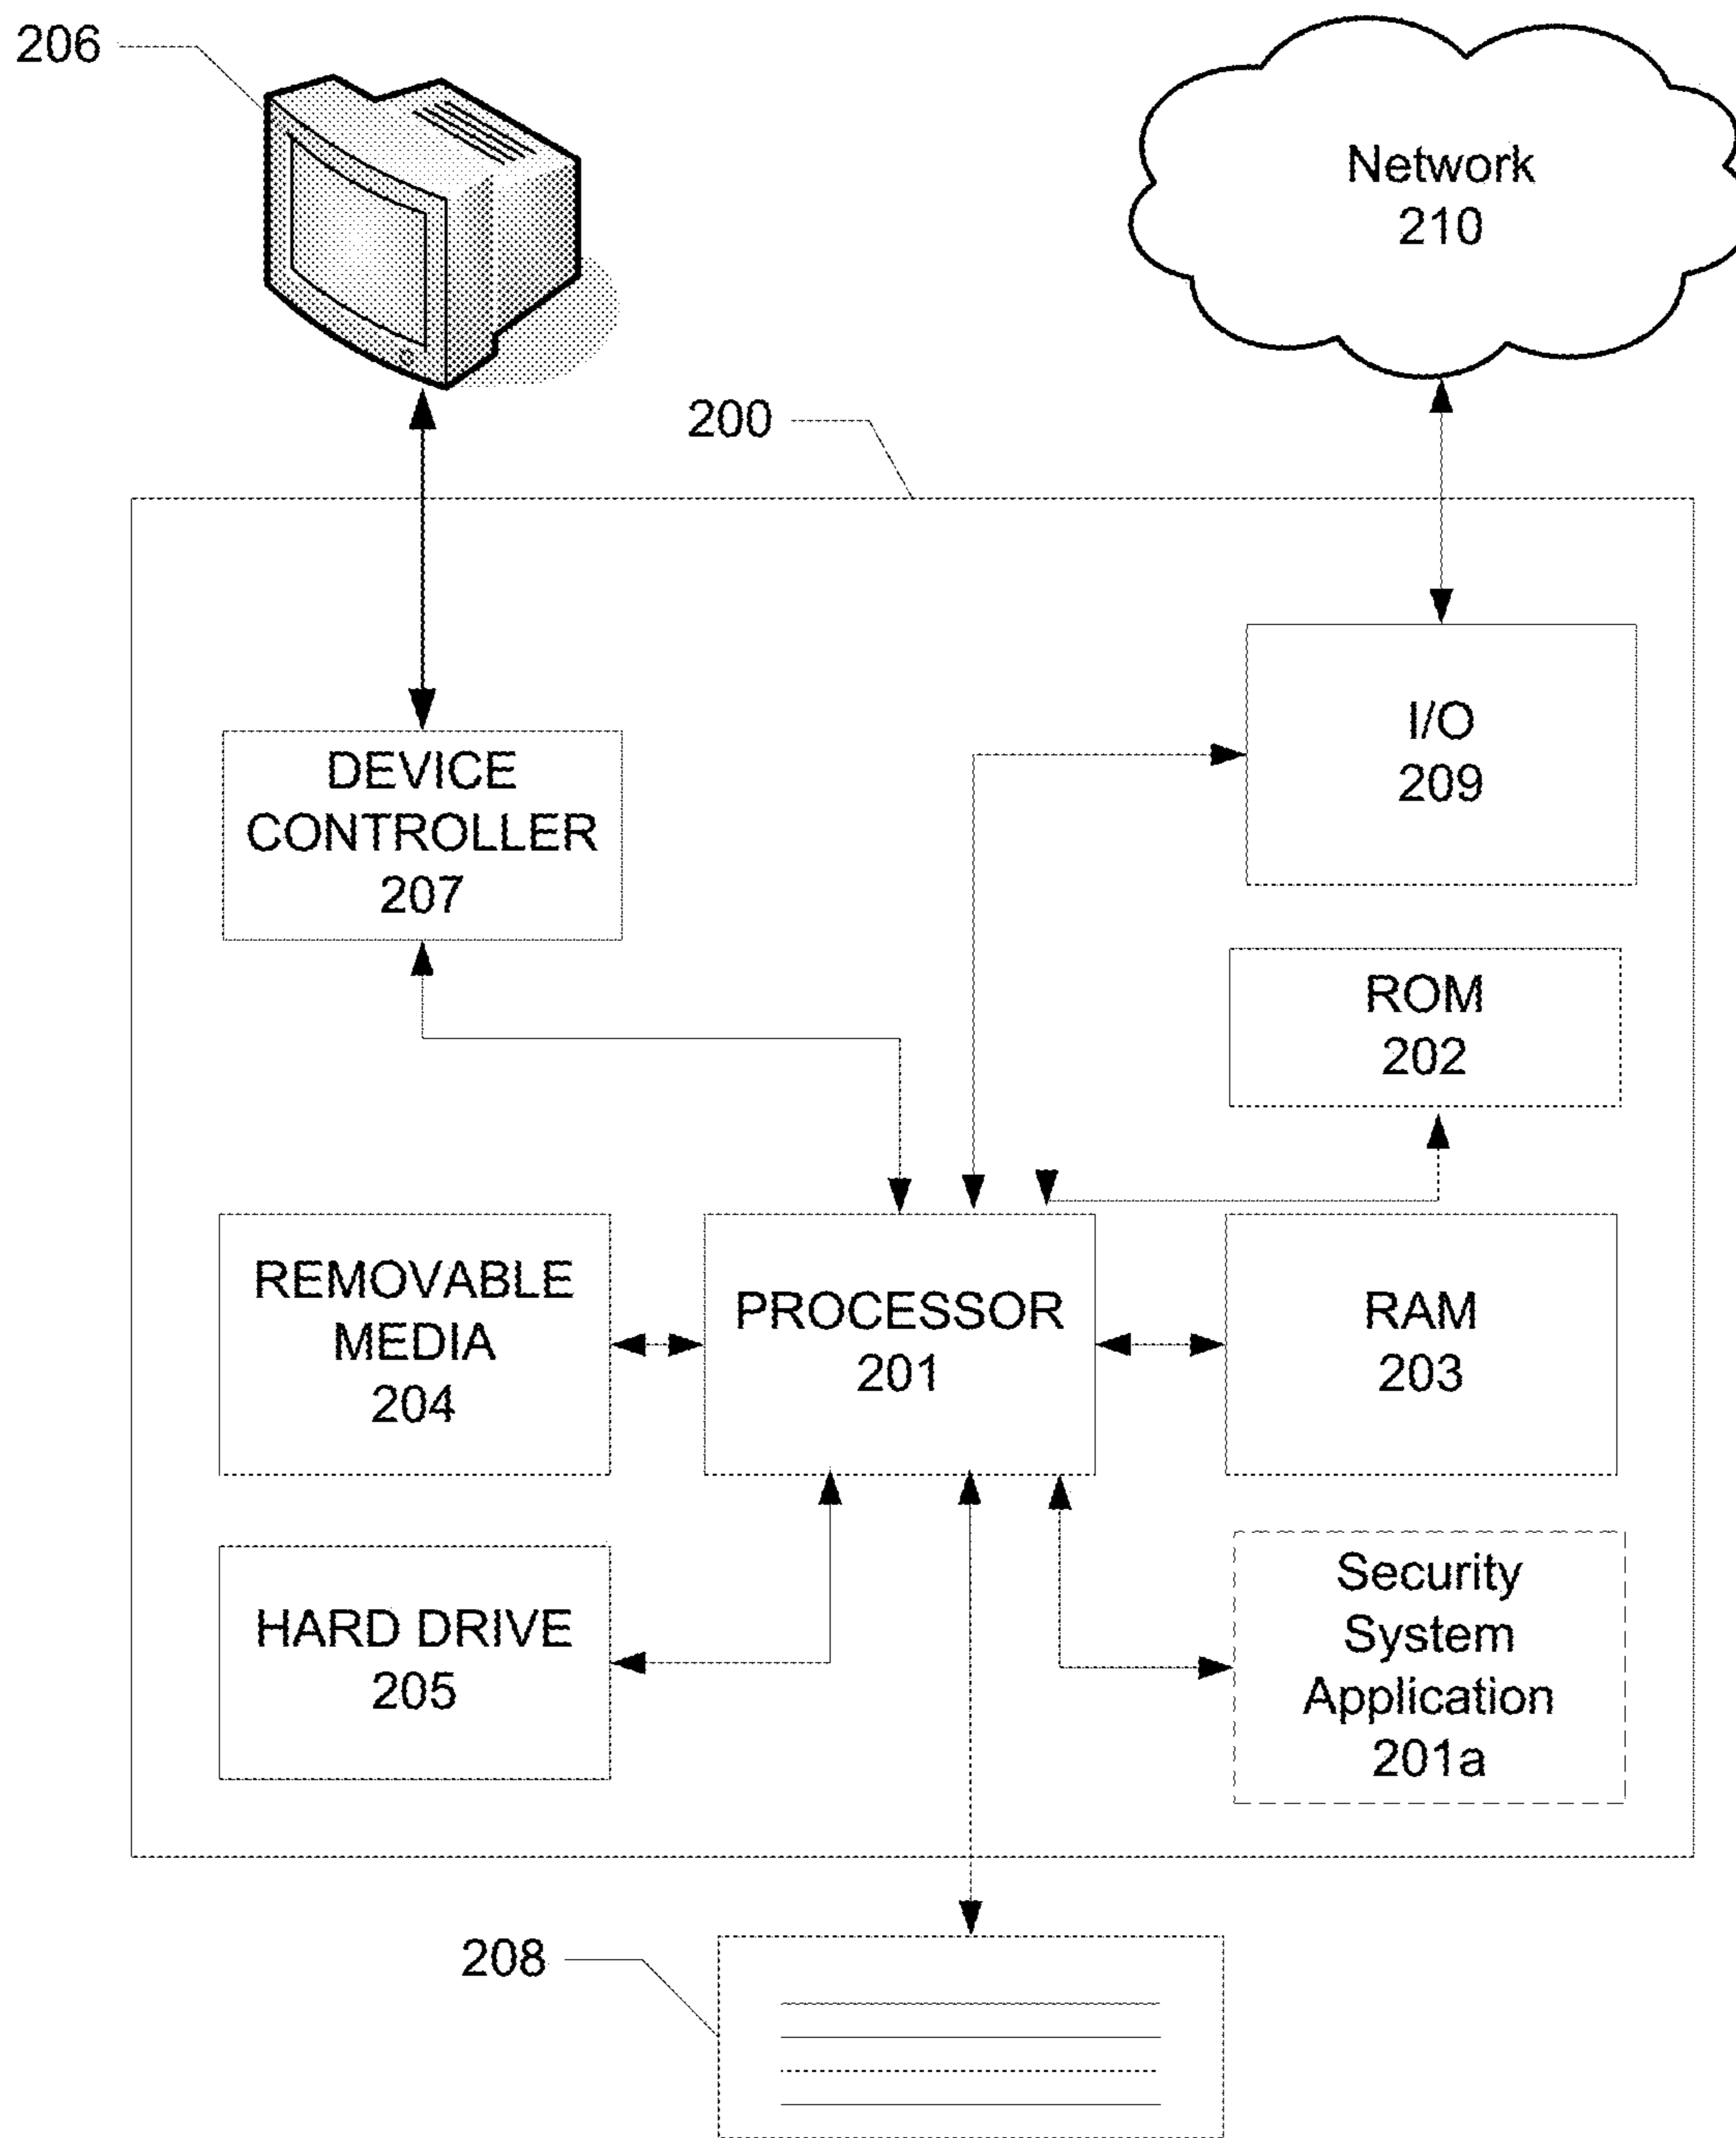 206
Network
210
200
I/O
209
DEVICE
CONTROLLER
207
ROM
202
REMOVABLE
MEDIA
204
PROCESSOR
201
RAM
203
HARD DRIVE
205
Security
System
Application
201a
208